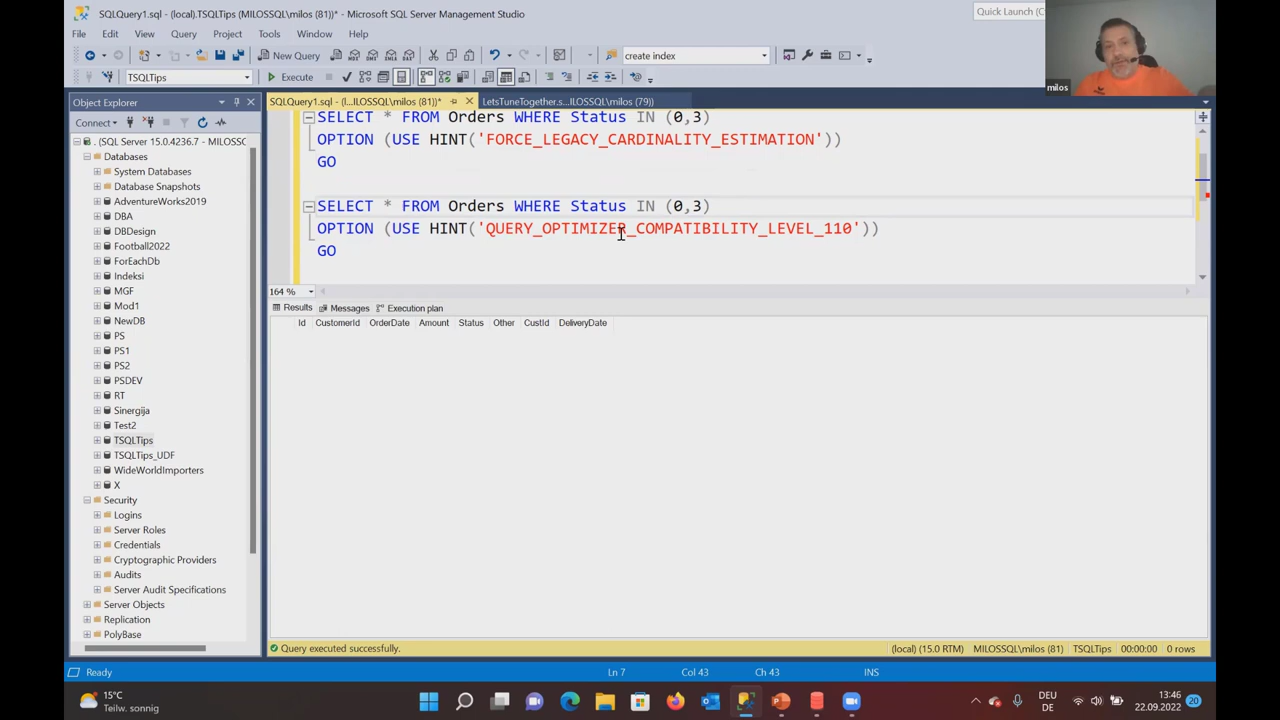 SQLQuery1.sql - (local).TSQLTips (MILOSSQL\milos (81))* - Microsoft SQL Server Management Studio
Quick Launch (C
File Edit View Query Project Tools Window Help
New Query
create index
TSQLTips
Execute
milos
Object Explorer
SQLQuery1.sql - (l...ILOSSQL\milos (81))*
LetsTuneTogether.s...ILOSSQL\milos (79))
Connect
. (SQL Server 15.0.4236.7 - MILOSSC
Databases
System Databases
Database Snapshots
AdventureWorks2019
DBA
DBDesign
Football2022
ForEachDb
Indeksi
MGF
Mod1
NewDB
PS
PS1
PS2
PSDEV
RT
Sinergija
Test2
TSQLTips
TSQLTips_UDF
WideWorldImporters
X
Security
Logins
Server Roles
Credentials
Cryptographic Providers
Audits
Server Audit Specifications
Server Objects
Replication
PolyBase
SELECT * FROM Orders WHERE Status IN (0,3)
OPTION (USE HINT('FORCE_LEGACY_CARDINALITY_ESTIMATION'))
GO
SELECT * FROM Orders WHERE Status IN (0,3)
OPTION (USE HINT('QUERY_OPTIMIZER_COMPATIBILITY_LEVEL_110'))
GO
164 %
Results Messages Execution plan
Id CustomerId OrderDate Amount Status Other CustId DeliveryDate
Query executed successfully.
(local) (15.0 RTM) MILOSSQL\milos (81) TSQLTips 00:00:00 0 rows
Ready
Ln 7 Col 43 Ch 43 INS
15°C
Teilw. sonnig
DEU
DE
13:46
22.09.2022
20